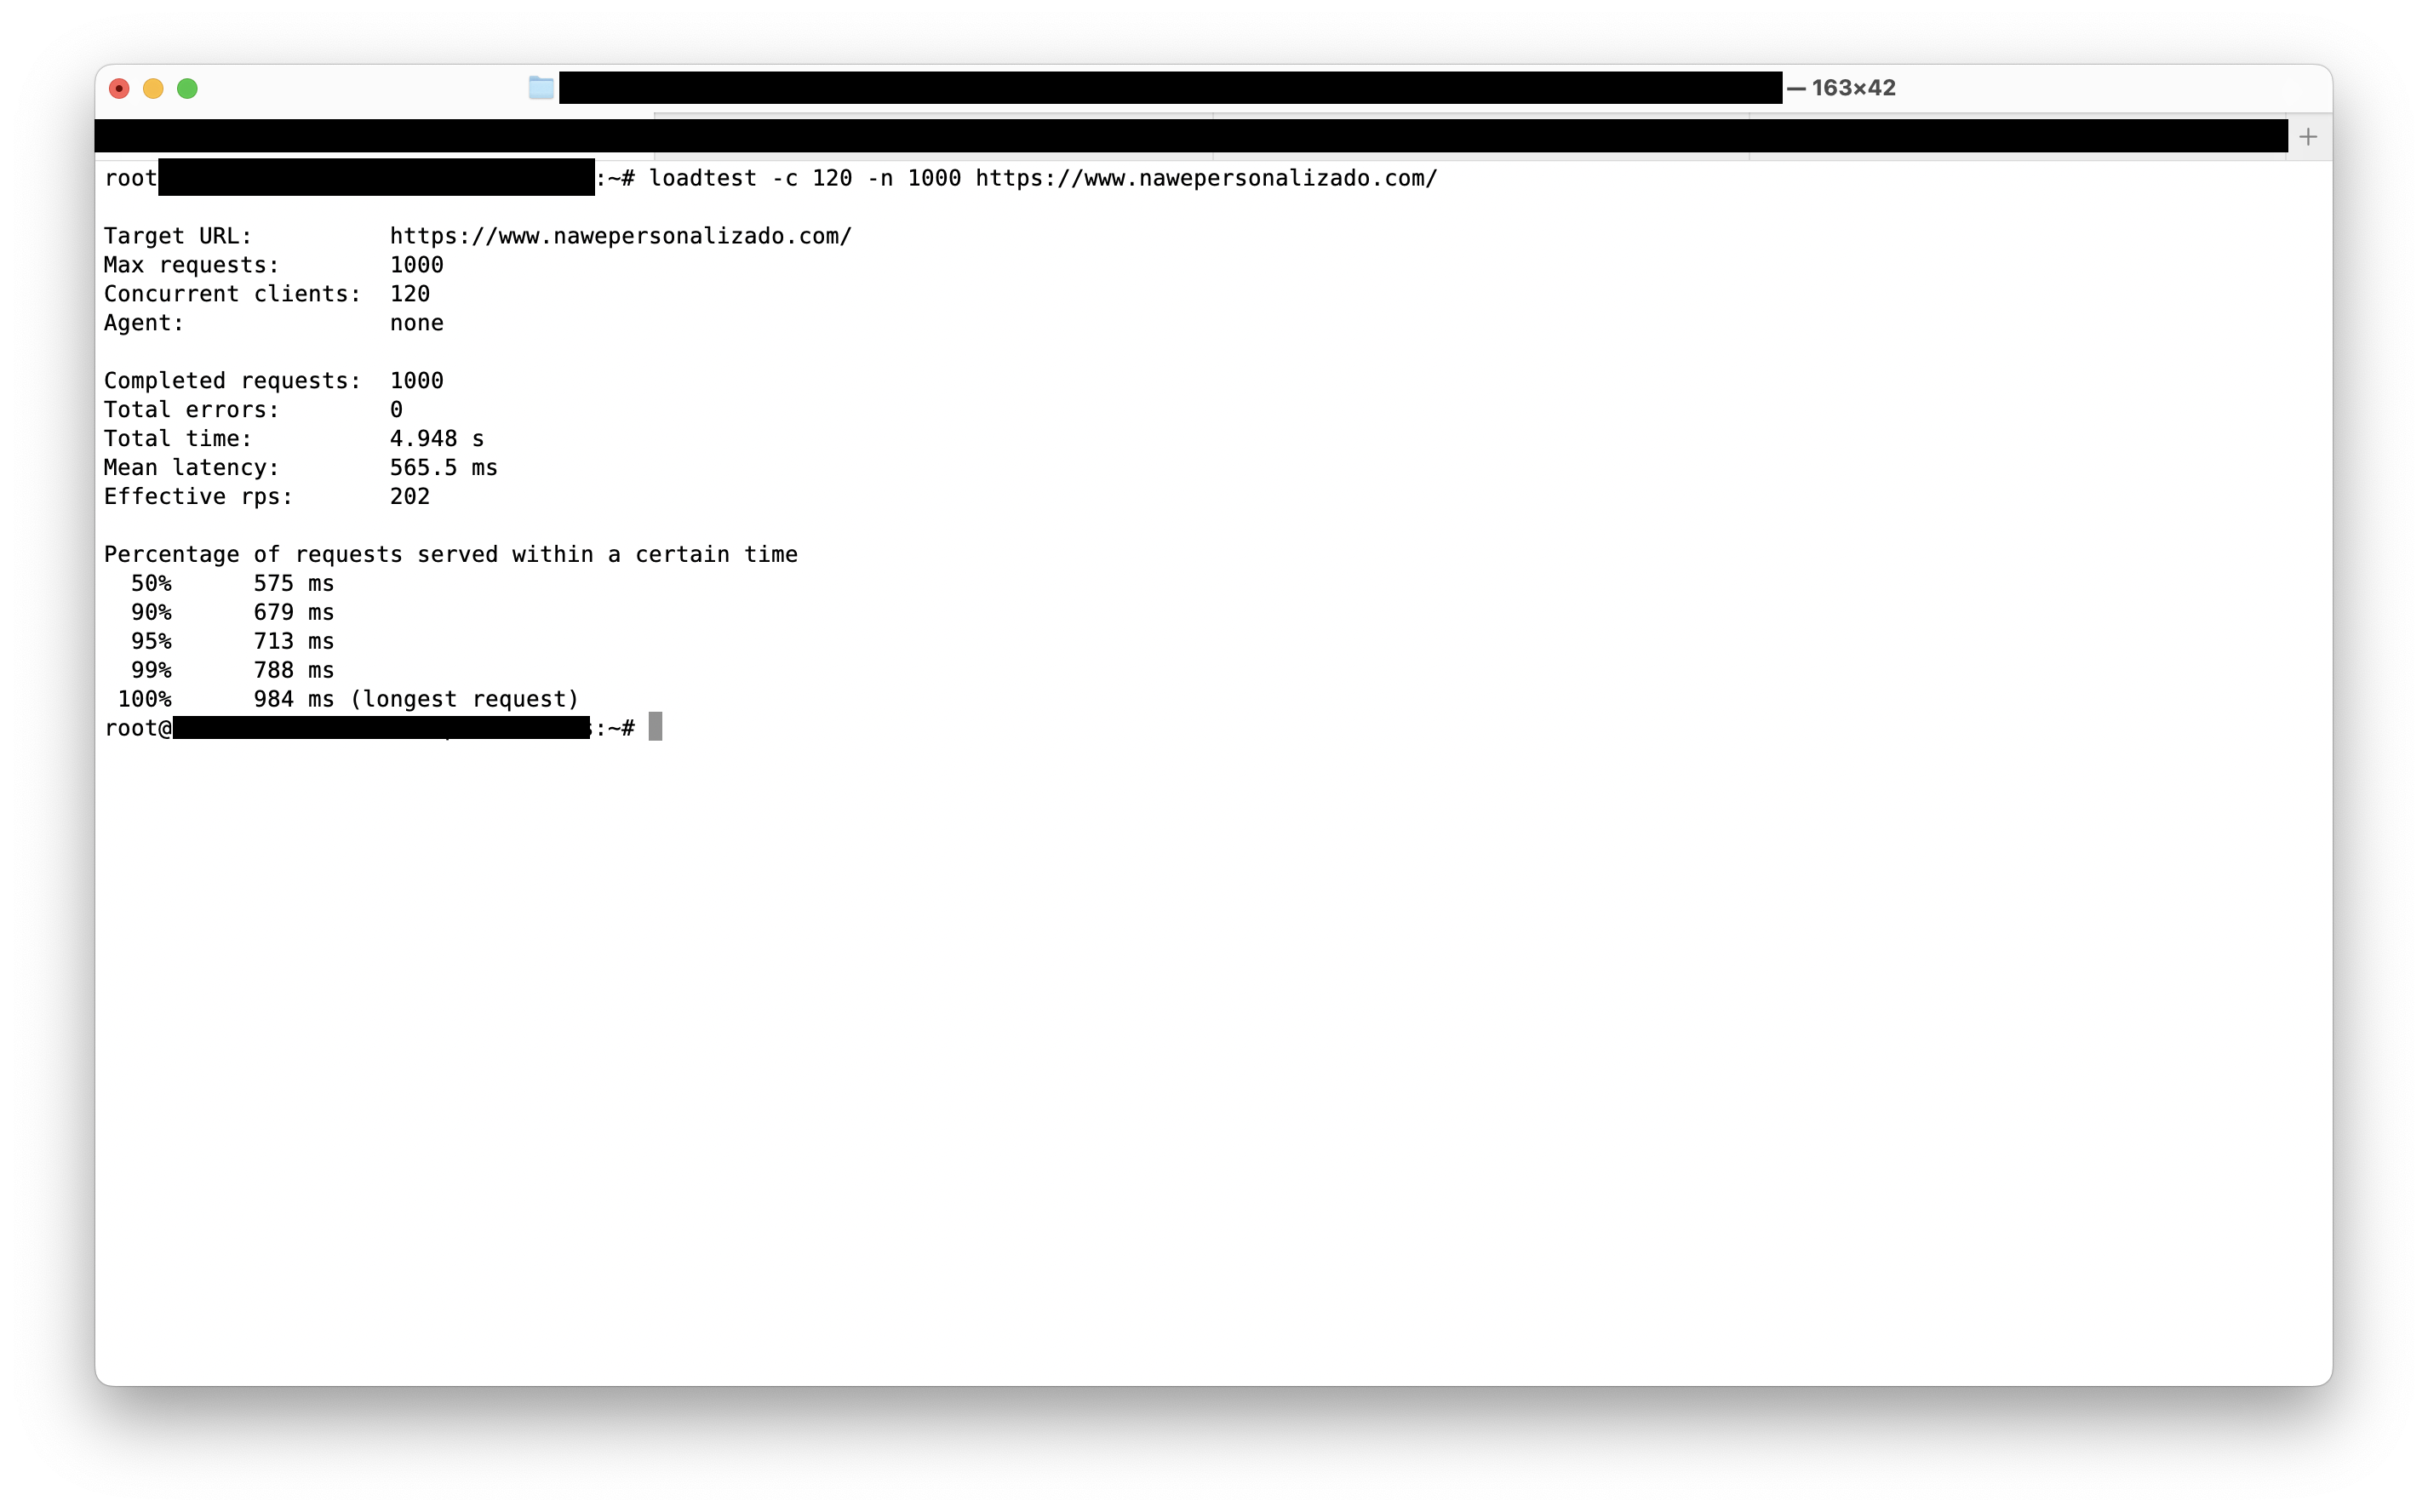 — 163×42
root :~# loadtest -c 120 -n 1000 https://www.nawepersonalizado.com/
Target URL: https://www.nawepersonalizado.com/
Max requests: 1000
Concurrent clients: 120
Agent: none
Completed requests: 1000
Total errors: 0
Total time: 4.948 s
Mean latency: 565.5 ms
Effective rps: 202
Percentage of requests served within a certain time
50% 575 ms
90% 679 ms
95% 713 ms
99% 788 ms
100% 984 ms (longest request)
root@ :~#